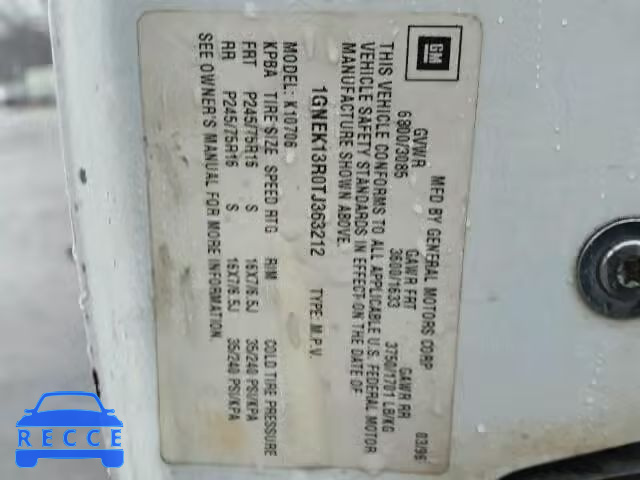 GM
MFD BY GENERAL MOTORS CORP 03/96
GVWR GAWR FRT GAWR RR
6800/3085 3600/1633 3750/1701 LB/KG
THIS VEHICLE CONFORMS TO ALL APPLICABLE U.S. FEDERAL MOTOR
VEHICLE SAFETY STANDARDS IN EFFECT ON THE DATE OF
MANUFACTURE SHOWN ABOVE.
1GNEK13R0TJ363212 TYPE: M.P.V.
MODEL: K10706
KPBA TIRE SIZE SPEED RTG RIM COLD TIRE PRESSURE
FRT P245/75R16 S 16X7/6.5J 35/240 PSI/KPA
RR P245/75R16 S 16X7/6.5J 35/240 PSI/KPA
SEE OWNER'S MANUAL FOR MORE INFORMATION.